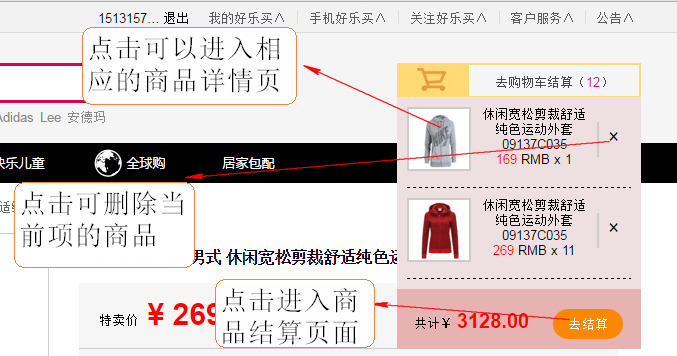 1513157... 退出 我的好乐买∧ 手机好乐买∧ 关注好乐买∧ 客户服务∧ 公告∧
点击可以进入相
应的商品详情页
去购物车结算（12）
Adidas Lee 安德玛
休闲宽松剪裁舒适
纯色运动外套
09137C035
169 RMB x 1
×
快乐儿童 全球购 居家包配
点击可删除当
前项的商品
休闲宽松剪裁舒适
纯色运动外套
09137C035
269 RMB x 11
×
男式 休闲宽松剪裁舒适纯色运
点击进入商
品结算页面
特卖价 ¥ 269
共计¥ 3128.00 去结算